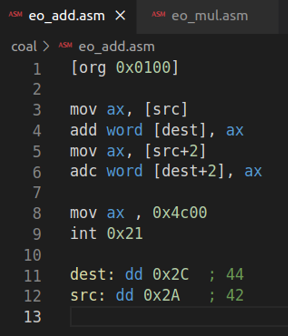 ASM eo_add.asm × ASM eo_mul.asm
coal > ASM eo_add.asm
1 [org 0x0100]
2
3 mov ax, [src]
4 add word [dest], ax
5 mov ax, [src+2]
6 adc word [dest+2], ax
7
8 mov ax , 0x4c00
9 int 0x21
10
11 dest: dd 0x2C  ; 44
12 src: dd 0x2A   ; 42
13